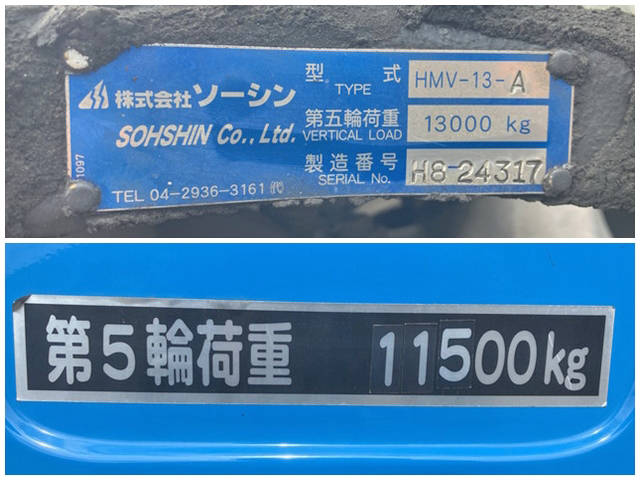 株式会社ソーシン
SOHSHIN Co., Ltd.
TEL 04-2936-3161 代
1097
型式 HMV-13-A
TYPE
第五輪荷重 13000 kg
VERTICAL LOAD
製造番号 H8-24317
SERIAL No.
第5輪荷重 11500kg